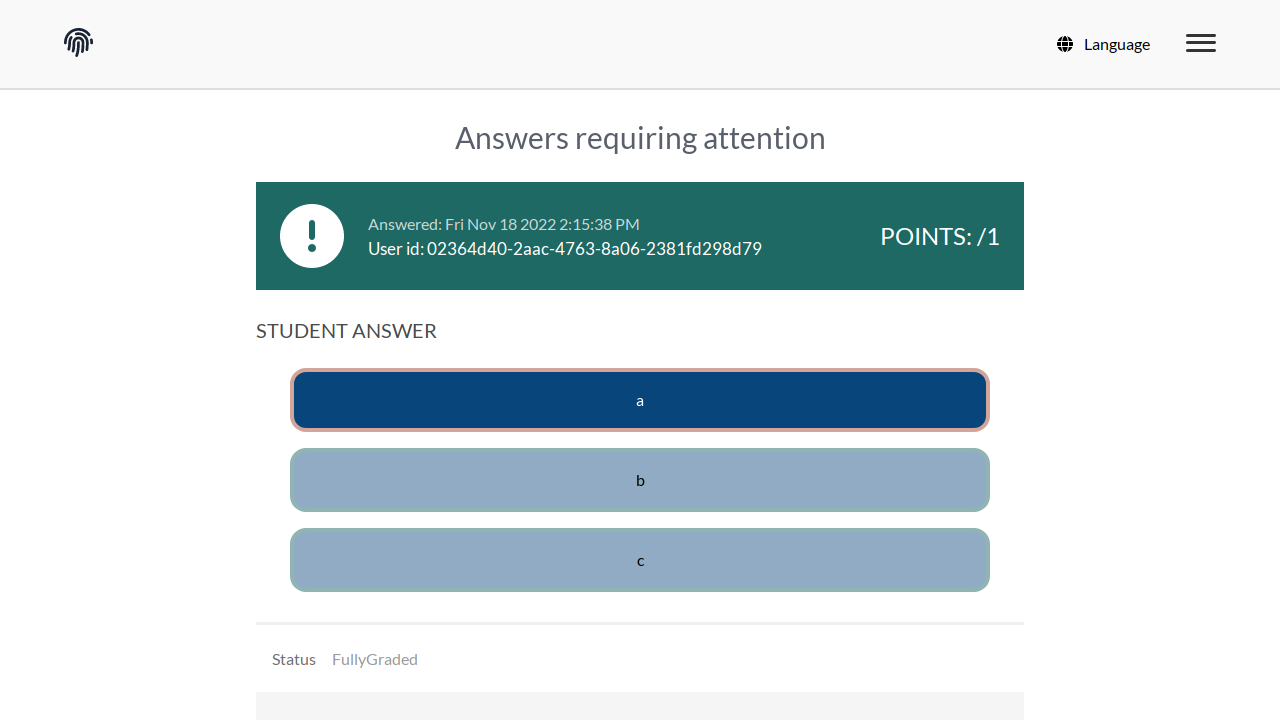 Language
Answers requiring attention
Answered: Fri Nov 18 2022 2:15:38 PM
User id: 02364d40-2aac-4763-8a06-2381fd298d79
POINTS: /1
STUDENT ANSWER
a
b
c
Status FullyGraded